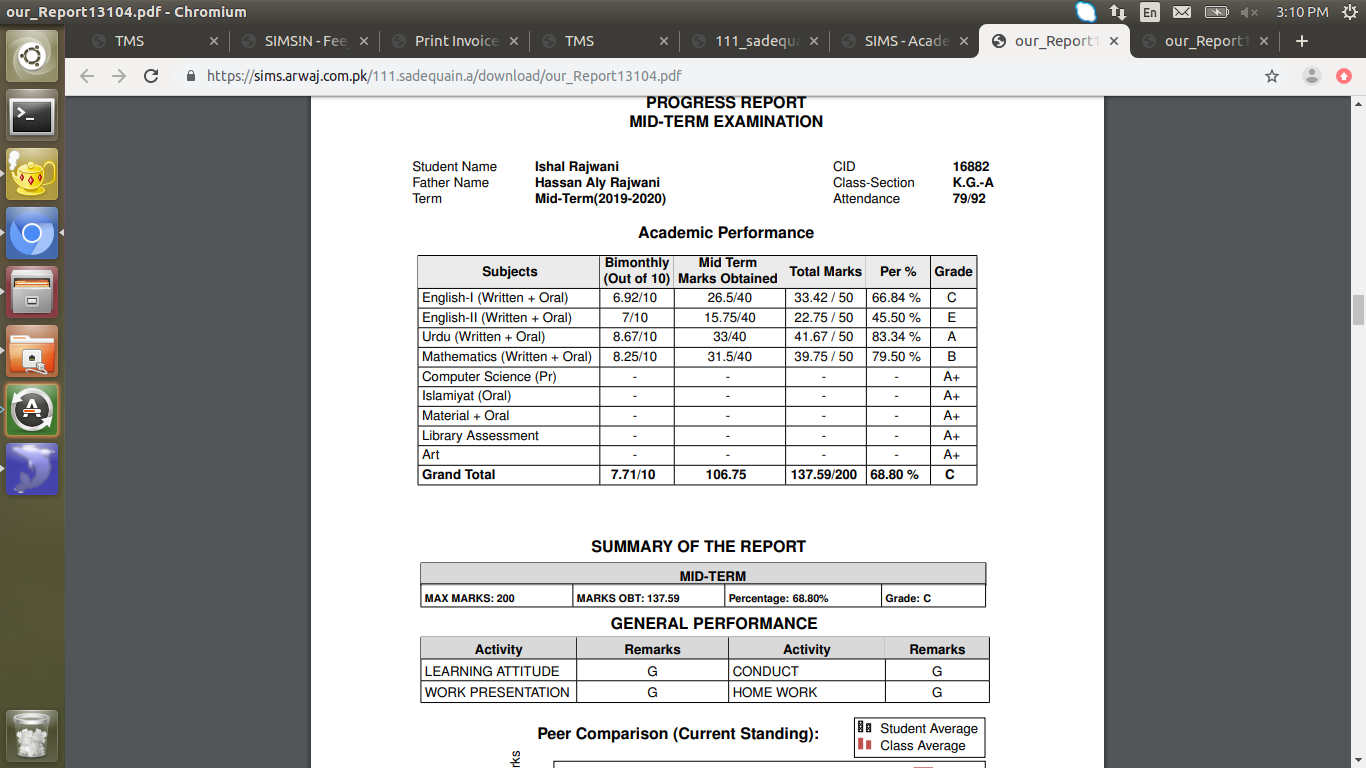 our_Report13104.pdf - Chromium
En
3:10 PM
TMS
SIMS!N - Fee
Print Invoice
TMS
111_sadequ
SIMS - Acade
our_Report1
our_Report1
https://sims.arwaj.com.pk/111.sadequain.a/download/our_Report13104.pdf
PROGRESS REPORT
MID-TERM EXAMINATION
Student Name Ishal Rajwani CID 16882
Father Name Hassan Aly Rajwani Class-Section K.G.-A
Term Mid-Term(2019-2020) Attendance 79/92
Academic Performance
Subjects Bimonthly (Out of 10) Mid Term Marks Obtained Total Marks Per % Grade
English-I (Written + Oral) 6.92/10 26.5/40 33.42 / 50 66.84 % C
English-II (Written + Oral) 7/10 15.75/40 22.75 / 50 45.50 % E
Urdu (Written + Oral) 8.67/10 33/40 41.67 / 50 83.34 % A
Mathematics (Written + Oral) 8.25/10 31.5/40 39.75 / 50 79.50 % B
Computer Science (Pr) - - - - A+
Islamiyat (Oral) - - - - A+
Material + Oral - - - - A+
Library Assessment - - - - A+
Art - - - - A+
Grand Total 7.71/10 106.75 137.59/200 68.80 % C
SUMMARY OF THE REPORT
MID-TERM
MAX MARKS: 200 MARKS OBT: 137.59 Percentage: 68.80% Grade: C
GENERAL PERFORMANCE
Activity Remarks Activity Remarks
LEARNING ATTITUDE G CONDUCT G
WORK PRESENTATION G HOME WORK G
Peer Comparison (Current Standing):
Student Average
Class Average